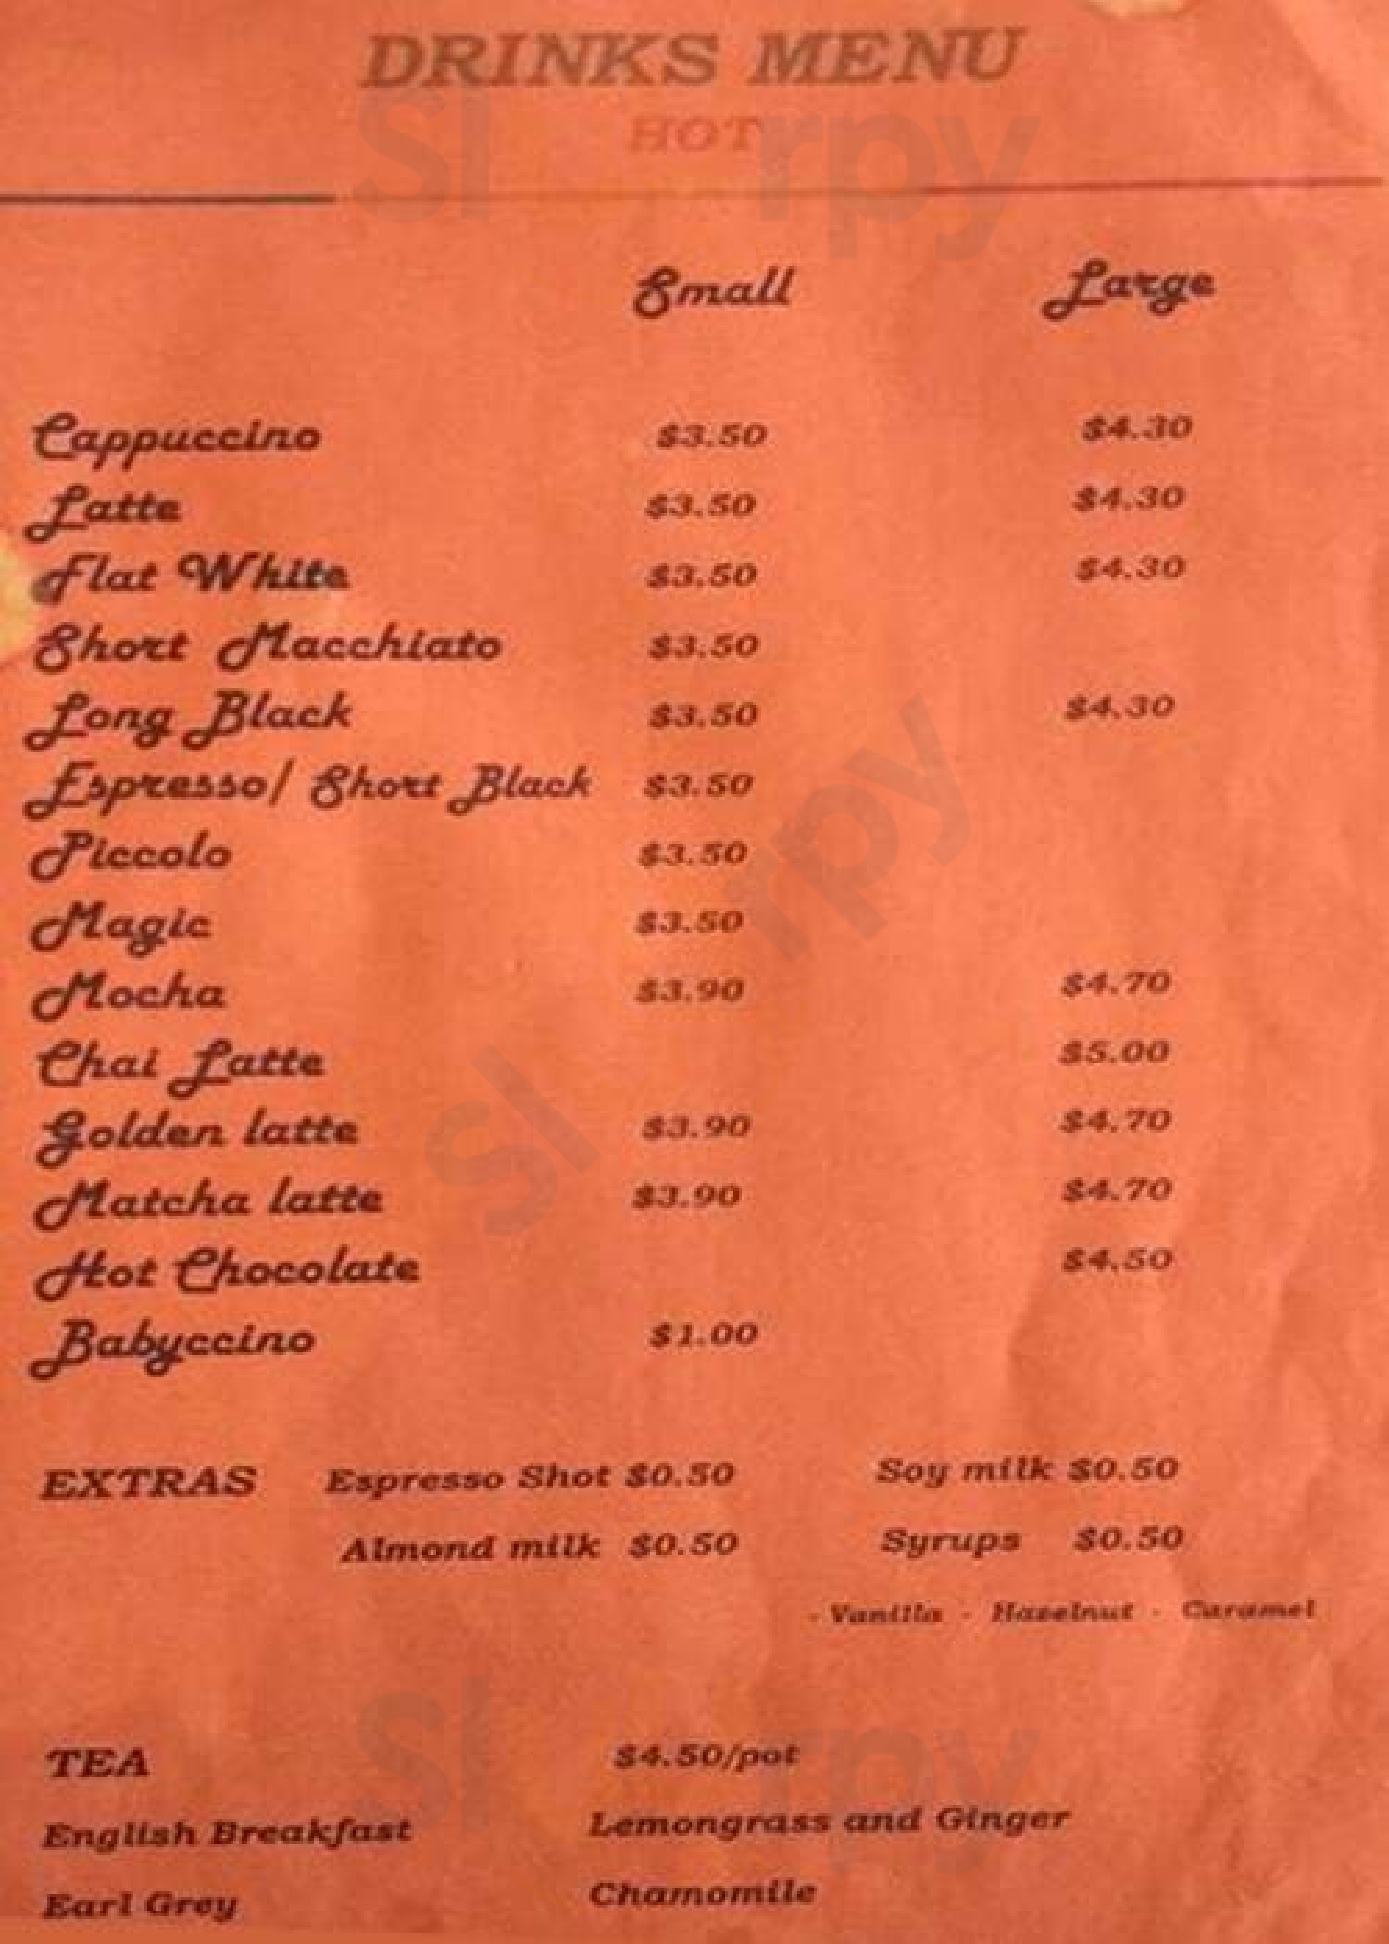 DRINKS MENU
HOT
Small Large
Cappuccino $3.50 $4.30
Latte $3.50 $4.30
Flat White $3.50 $4.30
Short Macchiato $3.50
Long Black $3.50 $4.30
Espresso/ Short Black $3.50
Piccolo $3.50
Magic $3.50
Mocha $3.90 $4.70
Chai Latte $5.00
Golden latte $3.90 $4.70
Matcha latte $3.90 $4.70
Hot Chocolate $4.50
Babyccino $1.00
EXTRAS Espresso Shot $0.50 Soy milk $0.50
Almond milk $0.50 Syrups $0.50
- Vanilla - Hazelnut - Caramel
TEA $4.50/pot
English Breakfast Lemongrass and Ginger
Earl Grey Chamomile